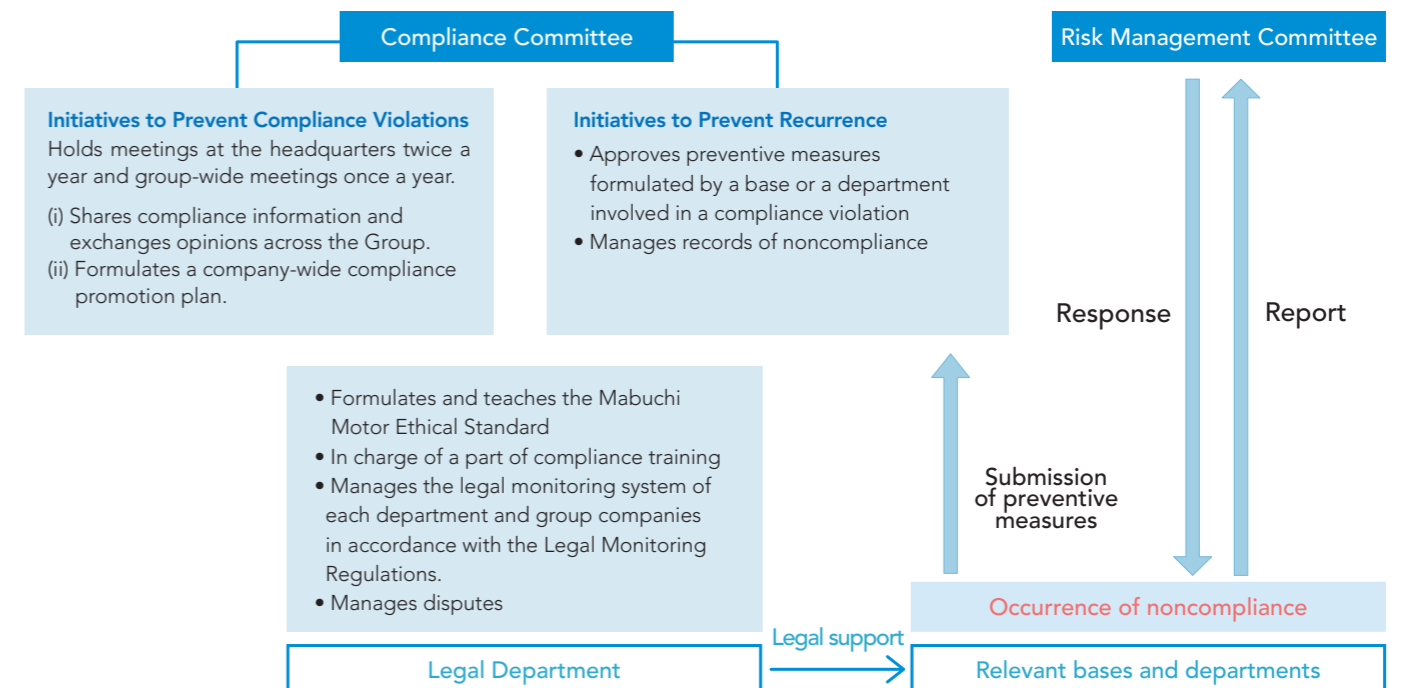 Compliance Committee
Risk Management Committee
Initiatives to Prevent Compliance Violations
Holds meetings at the headquarters twice a
year and group-wide meetings once a year.
(i) Shares compliance information and
exchanges opinions across the Group.
(ii) Formulates a company-wide compliance
promotion plan.
Initiatives to Prevent Recurrence
• Approves preventive measures
formulated by a base or a department
involved in a compliance violation
• Manages records of noncompliance
Response
Report
• Formulates and teaches the Mabuchi
Motor Ethical Standard
• In charge of a part of compliance training
• Manages the legal monitoring system of
each department and group companies
in accordance with the Legal Monitoring
Regulations.
• Manages disputes
Submission
of preventive
measures
Occurrence of noncompliance
Legal Department
Legal support
Relevant bases and departments